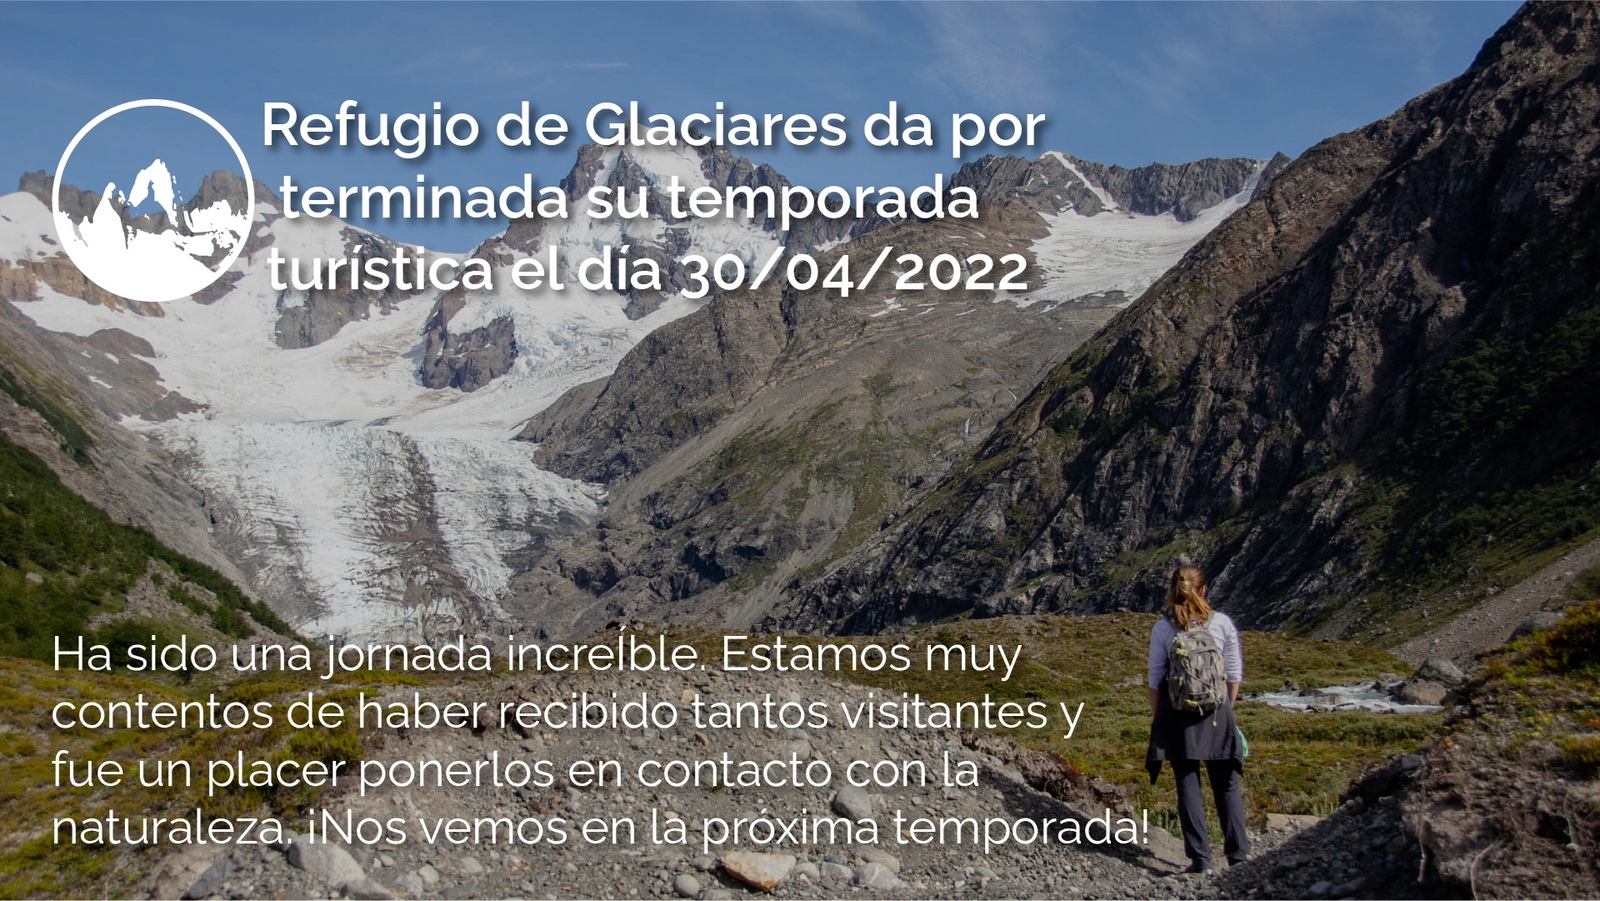 Refugio de Glaciares da por
terminada su temporada
turística el día 30/04/2022
Ha sido una jornada increÍble. Estamos muy
contentos de haber recibido tantos visitantes y
fue un placer ponerlos en contacto con la
naturaleza. ¡Nos vemos en la próxima temporada!